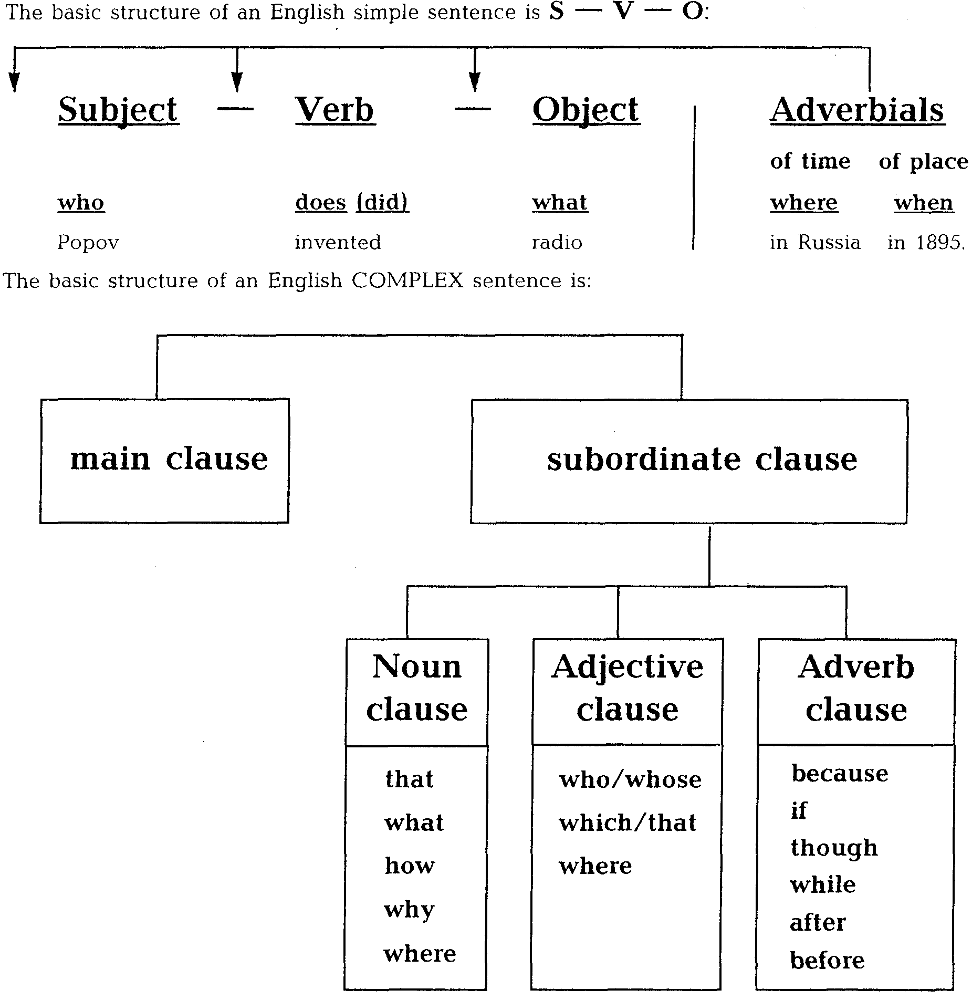 The basic structure of an English simple sentence is S — V — O:
Subject — Verb — Object Adverbials
of time of place
who does (did) what where when
Popov invented radio in Russia in 1895.
The basic structure of an English COMPLEX sentence is:
main clause
subordinate clause
Noun
clause
that
what
how
why
where
Adjective
clause
who/whose
which/that
where
Adverb
clause
because
if
though
while
after
before